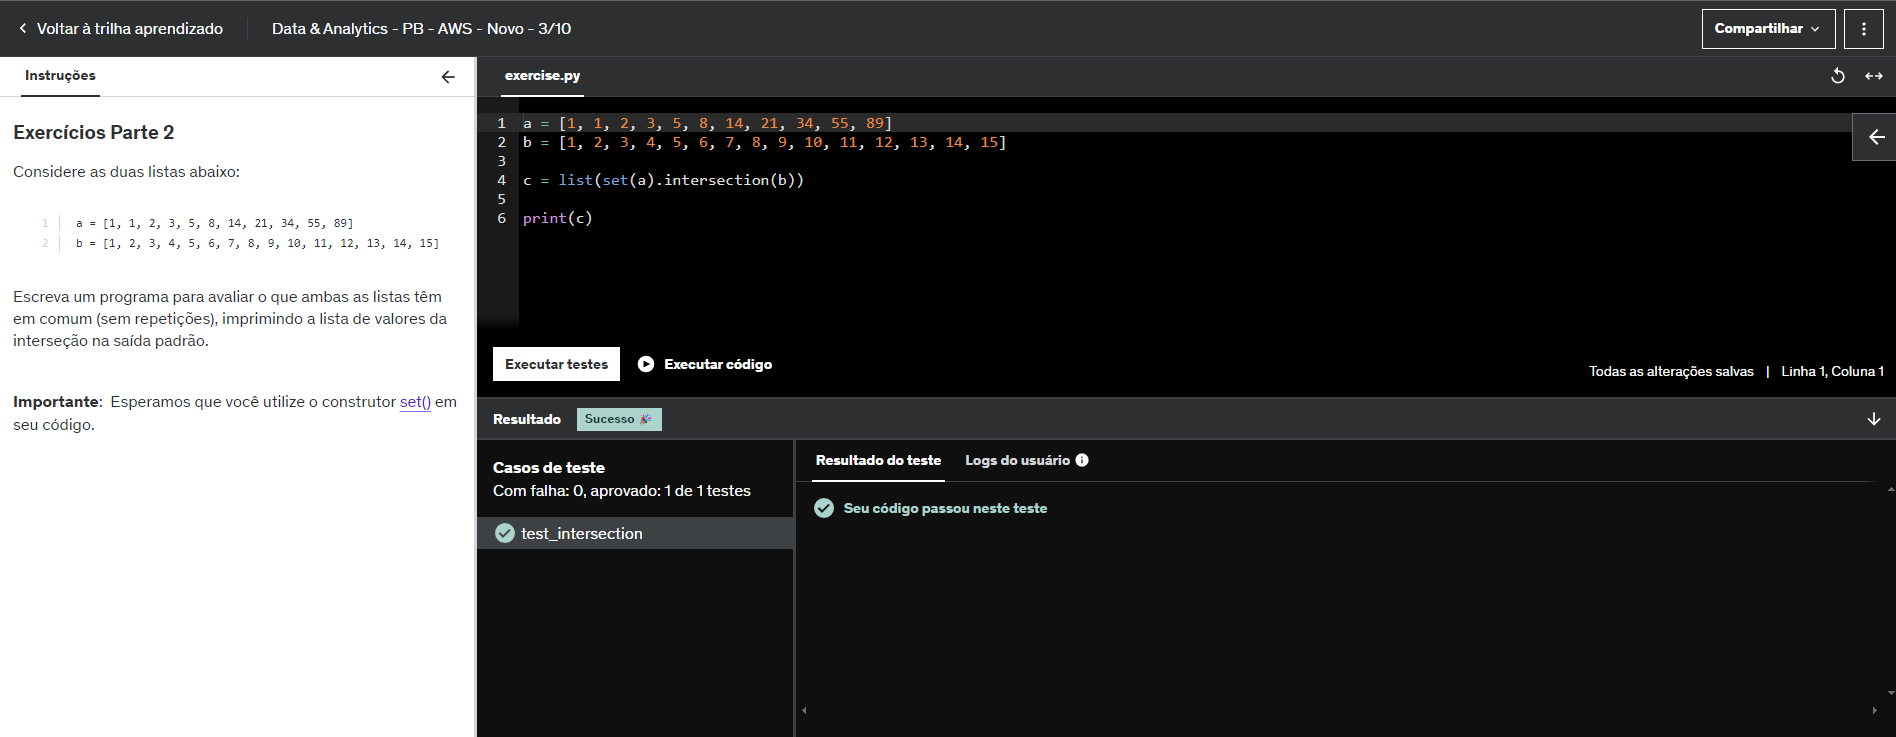 Voltar à trilha aprendizado
Data & Analytics - PB - AWS - Novo - 3/10
Compartilhar
Instruções
Exercícios Parte 2
Considere as duas listas abaixo:
1 a = [1, 1, 2, 3, 5, 8, 14, 21, 34, 55, 89]
2 b = [1, 2, 3, 4, 5, 6, 7, 8, 9, 10, 11, 12, 13, 14, 15]
Escreva um programa para avaliar o que ambas as listas têm
em comum (sem repetições), imprimindo a lista de valores da
interseção na saída padrão.
Importante: Esperamos que você utilize o construtor set() em
seu código.
exercise.py
1 a = [1, 1, 2, 3, 5, 8, 14, 21, 34, 55, 89]
2 b = [1, 2, 3, 4, 5, 6, 7, 8, 9, 10, 11, 12, 13, 14, 15]
3
4 c = list(set(a).intersection(b))
5
6 print(c)
Executar testes
Executar código
Todas as alterações salvas | Linha 1, Coluna 1
Resultado
Sucesso 🎉
Casos de teste
Com falha: 0, aprovado: 1 de 1 testes
test_intersection
Resultado do teste
Logs do usuário
Seu código passou neste teste